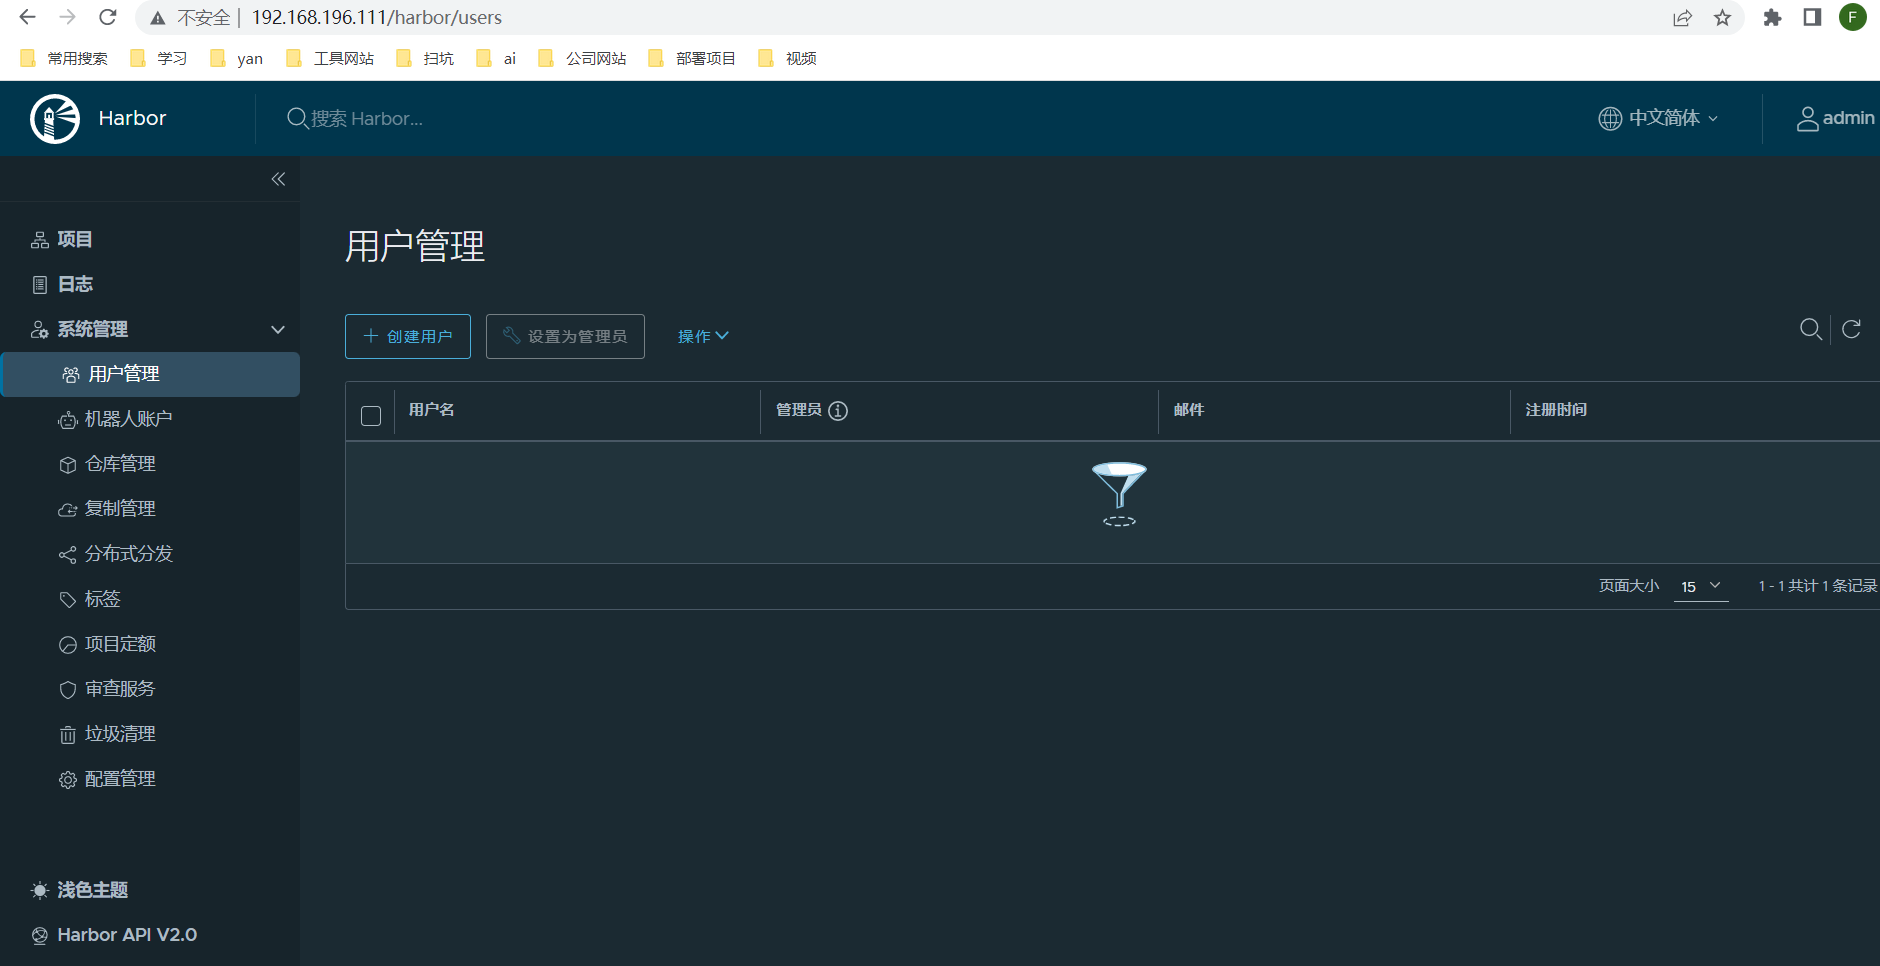 不安全 | 192.168.196.111/harbor/users
F
常用搜索 学习 yan 工具网站 扫坑 ai 公司网站 部署项目 视频
Harbor 搜索 Harbor... 中文简体 admin
项目
日志
系统管理
用户管理
机器人账户
仓库管理
复制管理
分布式分发
标签
项目定额
审查服务
垃圾清理
配置管理
浅色主题
Harbor API V2.0
用户管理
创建用户 设置为管理员 操作
用户名 管理员 邮件 注册时间
页面大小 15 1 - 1 共计 1 条记录